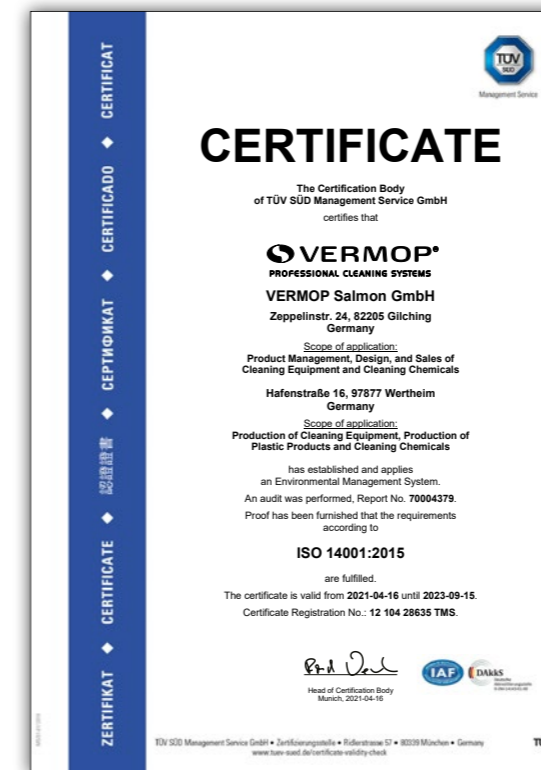 TÜV
SÜD
Management Service
CERTIFICATE
The Certification Body
of TÜV SÜD Management Service GmbH
certifies that
VERMOP®
PROFESSIONAL CLEANING SYSTEMS
VERMOP Salmon GmbH
Zeppelinstr. 24, 82205 Gilching
Germany
Scope of application:
Product Management, Design, and Sales of
Cleaning Equipment and Cleaning Chemicals
Hafenstraße 16, 97877 Wertheim
Germany
Scope of application:
Production of Cleaning Equipment, Production of
Plastic Products and Cleaning Chemicals
has established and applies
an Environmental Management System.
An audit was performed, Report No. 70004379.
Proof has been furnished that the requirements
according to
ISO 14001:2015
are fulfilled.
The certificate is valid from 2021-04-16 until 2023-09-15.
Certificate Registration No.: 12 104 28635 TMS.
Head of Certification Body
Munich, 2021-04-16
IAF
DAkkS
Deutsche
Akkreditierungsstelle
TÜV SÜD Management Service GmbH • Zertifizierungsstelle • Ridlerstrasse 57 • 80339 München • Germany
www.tuev-sued.de/certificate-validity-check
ZERTIFIKAT ◆ CERTIFICATE ◆ 認證證書 ◆ СЕРТИФИКАТ ◆ CERTIFICADO ◆ CERTIFICAT